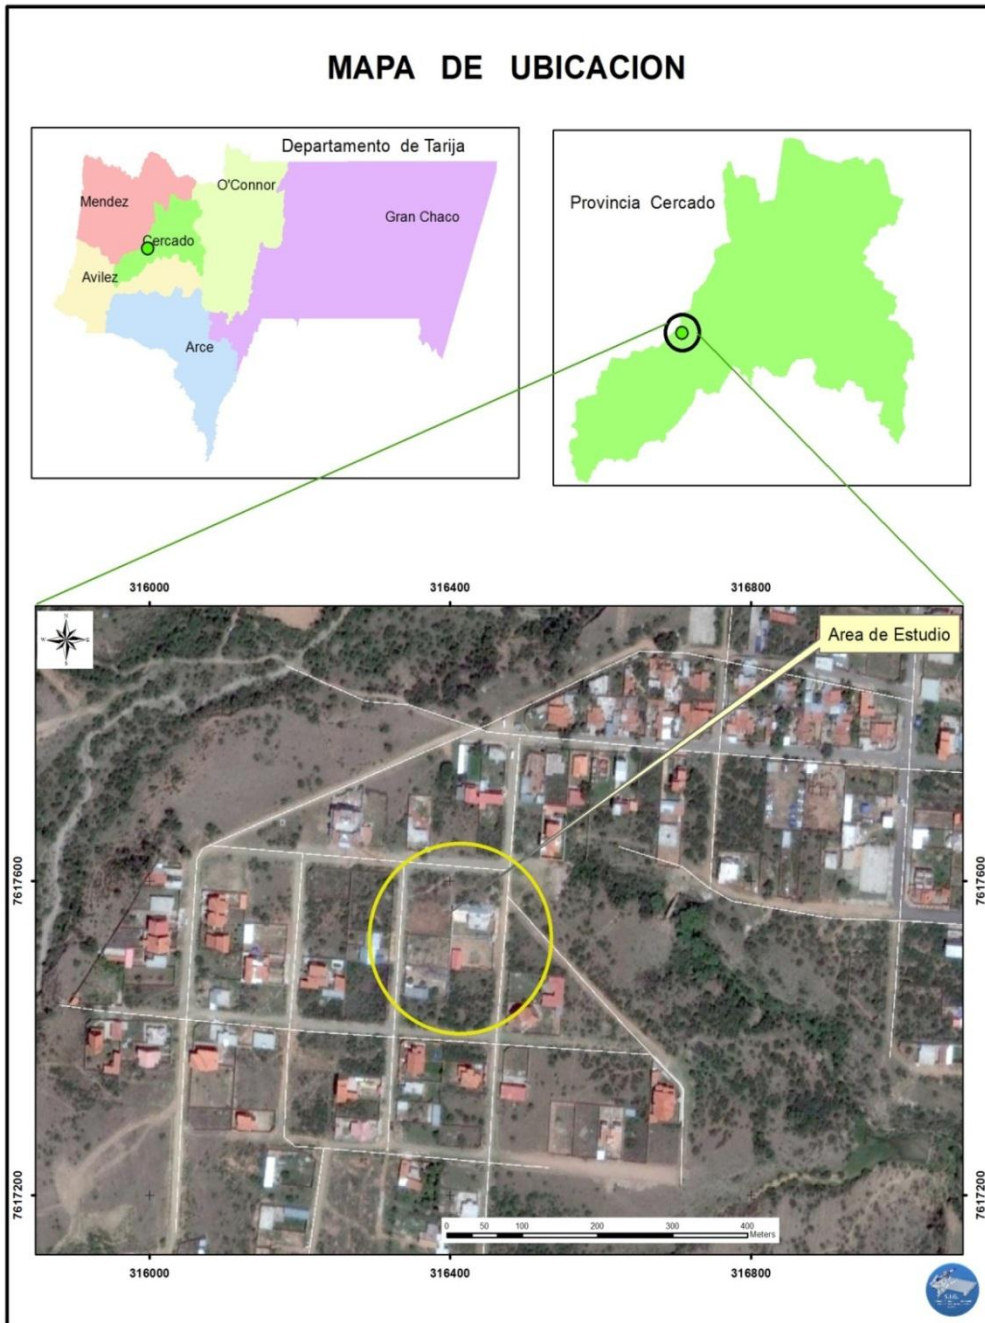 MAPA DE UBICACION
Departamento de Tarija
O'Connor
Mendez
Gran Chaco
Cercado
Avilez
Arce
Provincia Cercado
316000
316400
316800
N
W
E
S
Area de Estudio
7617600
7617600
7617200
7617200
0
50
100
200
300
400
Meters
316000
316400
316800